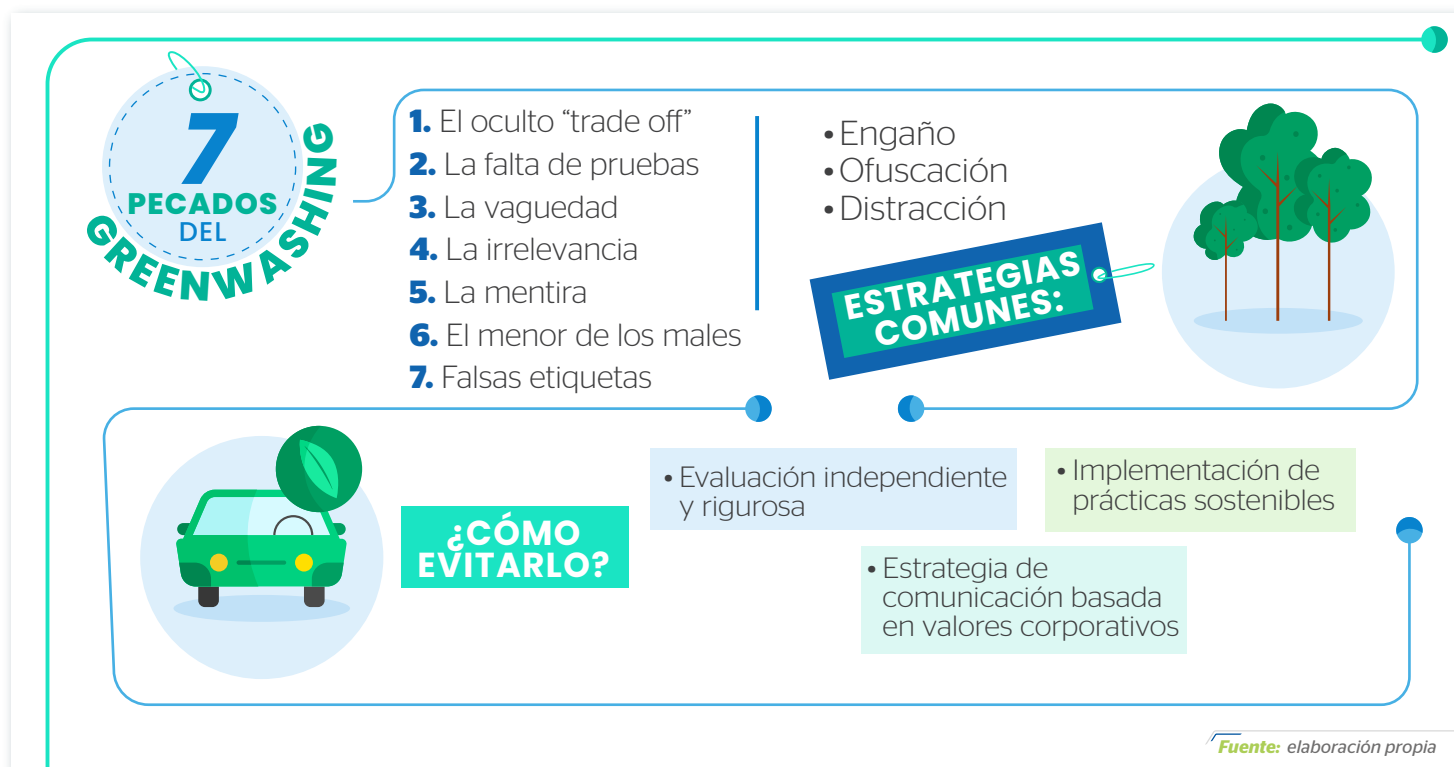 7
PECADOS
DEL
GREENWASHING
1. El oculto “trade off”
2. La falta de pruebas
3. La vaguedad
4. La irrelevancia
5. La mentira
6. El menor de los males
7. Falsas etiquetas
• Engaño
• Ofuscación
• Distracción
ESTRATEGIAS
COMUNES:
¿CÓMO
EVITARLO?
• Evaluación independiente
y rigurosa
• Implementación de
prácticas sostenibles
• Estrategia de
comunicación basada
en valores corporativos
Fuente: elaboración propia